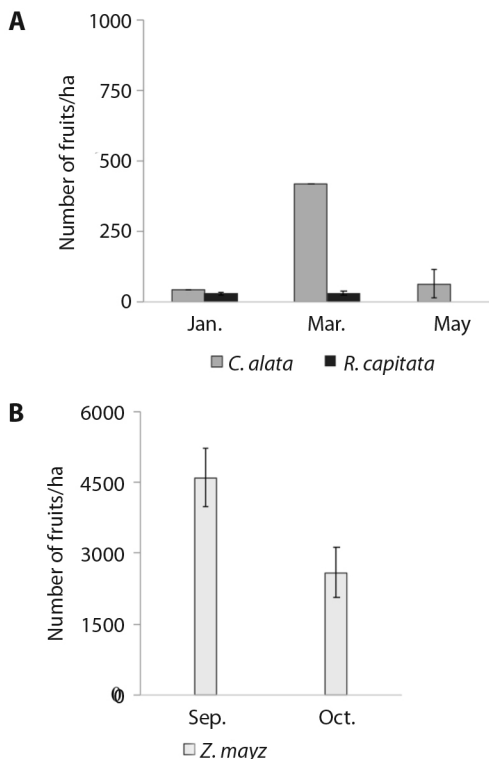 A
Number of fruits/ha
1000
750
500
250
0
Jan. Mar. May
C. alata R. capitata
B
Number of fruits/ha
6000
4500
3000
1500
0
Sep. Oct.
Z. mayz